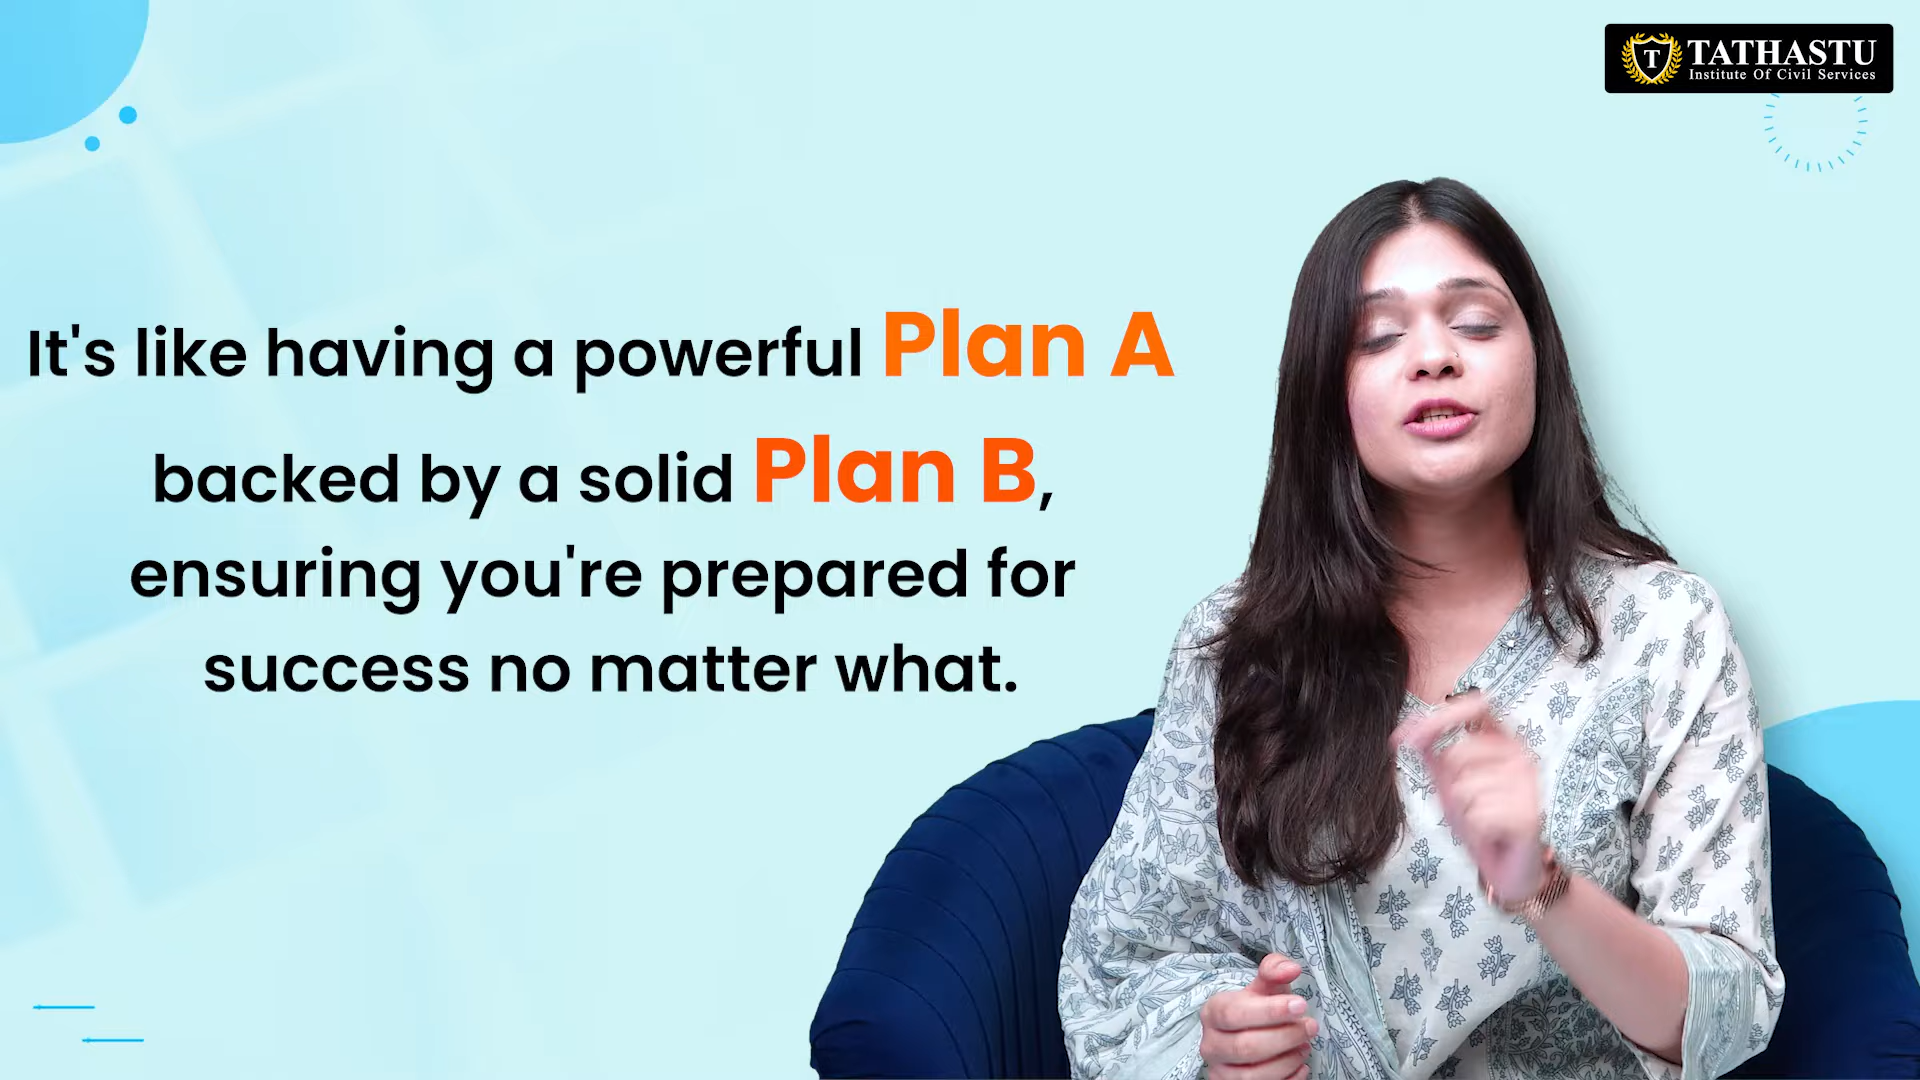 TATHASTU
Institute Of Civil Services
It's like having a powerful Plan A
backed by a solid Plan B,
ensuring you're prepared for
success no matter what.